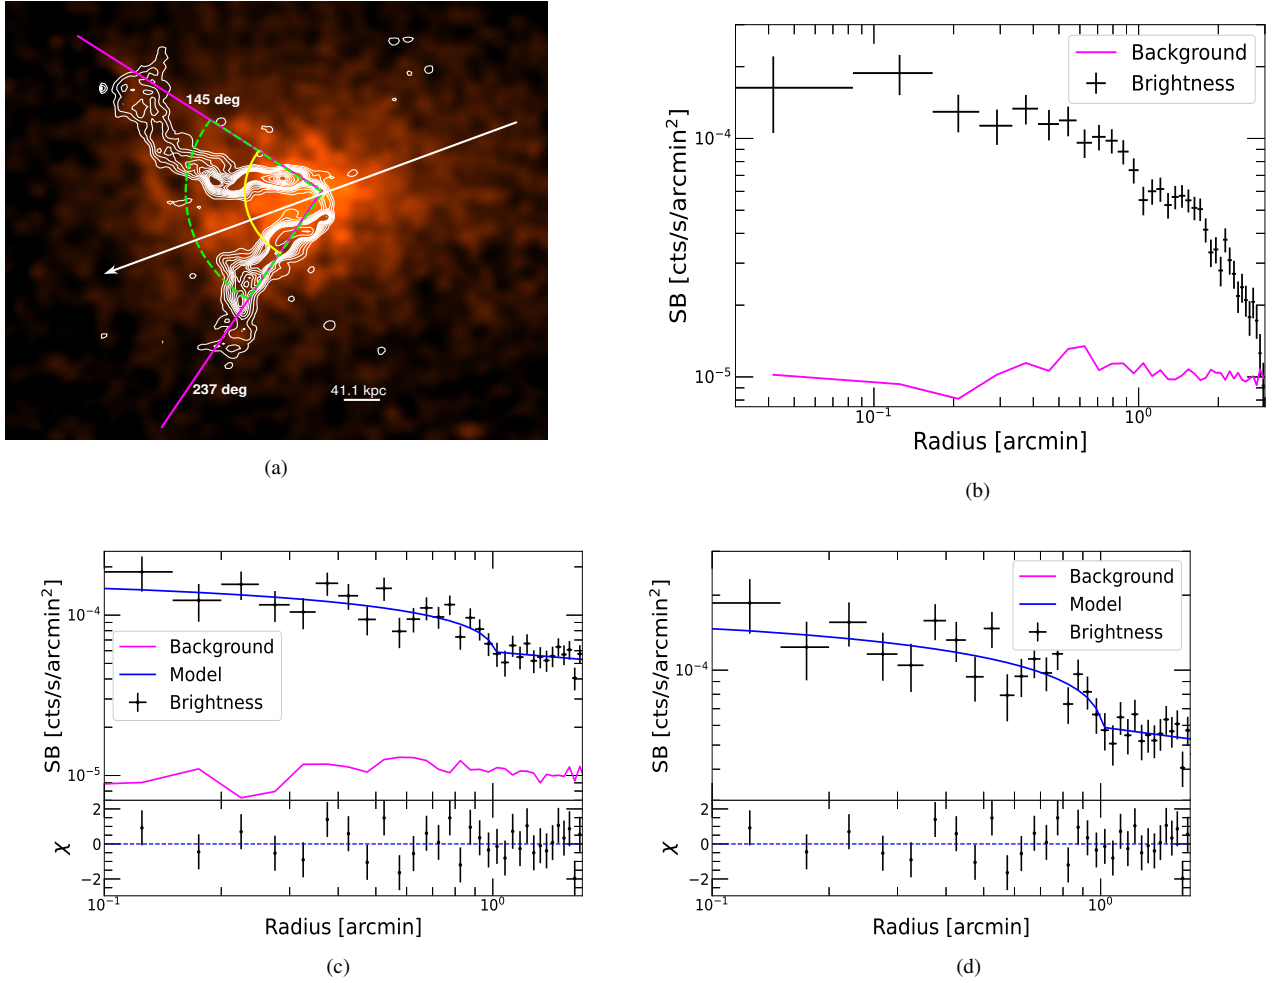 145 deg
237 deg
41.1 kpc
(a)
Background
Brightness
SB [cts/s/arcmin²]
10⁻⁴
10⁻⁵
10⁻¹
10⁰
Radius [arcmin]
(b)
SB [cts/s/arcmin²]
10⁻⁴
10⁻⁵
Background
Model
Brightness
χ
2
0
−2
10⁻¹
10⁰
Radius [arcmin]
(c)
SB [cts/s/arcmin²]
10⁻⁴
Background
Model
Brightness
χ
2
0
−2
10⁻¹
10⁰
Radius [arcmin]
(d)